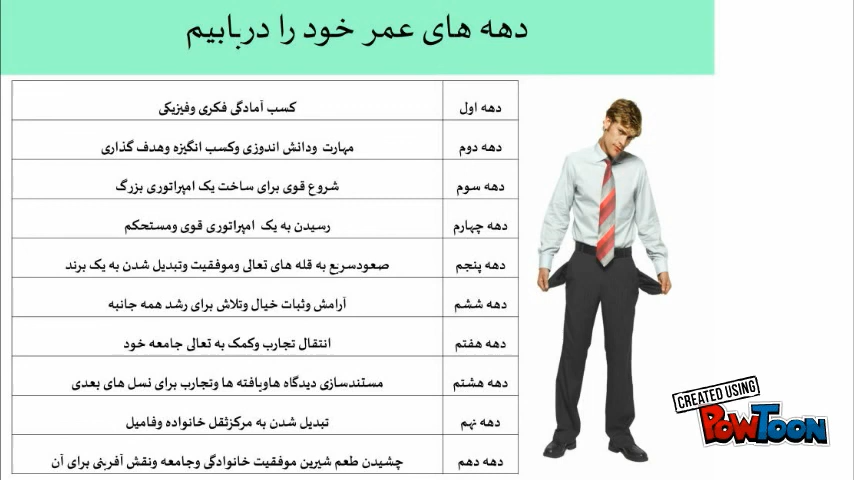 دهه های عمر خود را دریابیم
دهه اول کسب آمادگی فکری وفیزیکی
دهه دوم مهارت ودانش اندوزی وکسب انگیزه وهدف گذاری
دهه سوم شروع قوی برای ساخت یک امپراتوری بزرگ
دهه چهارم رسیدن به یک امپراتوری قوی ومستحکم
دهه پنجم صعودسریع به قله های تعالی وموفقیت وتبدیل شدن به یک برند
دهه ششم آرامش وثبات خیال وتلاش برای رشد همه جانبه
دهه هفتم انتقال تجارب وکمک به تعالی جامعه خود
دهه هشتم مستندسازی دیدگاه هاویافته ها وتجارب برای نسل های بعدی
دهه نهم تبدیل شدن به مرکزثقل خانواده وفامیل
دهه دهم چشیدن طعم شیرین موفقیت خانوادگی وجامعه ونقش آفرینی برای آن
CREATED USING
POWTOON